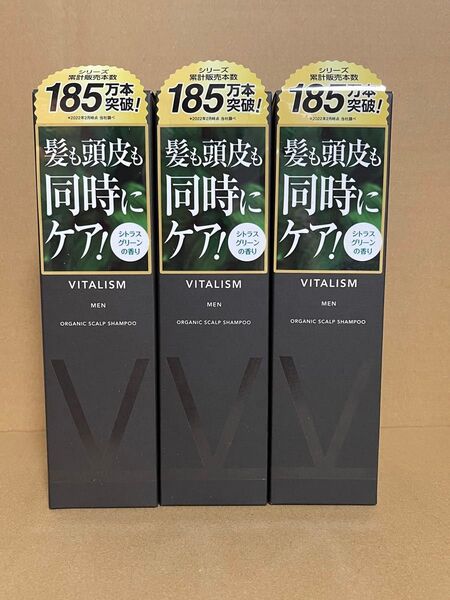 シリーズ
累計販売本数
185万本
突破!
*2022年2月時点 当社調べ
髪も頭皮も
同時に
ケア!
シトラス
グリーン
の香り
VITALISM
MEN
ORGANIC SCALP SHAMPOO
V
シリーズ
累計販売本数
185万本
突破!
*2022年2月時点 当社調べ
髪も頭皮も
同時に
ケア!
シトラス
グリーン
の香り
VITALISM
MEN
ORGANIC SCALP SHAMPOO
V
シリーズ
累計販売本数
185万本
突破!
*2022年2月時点 当社調べ
髪も頭皮も
同時に
ケア!
シトラス
グリーン
の香り
VITALISM
MEN
ORGANIC SCALP SHAMPOO
V